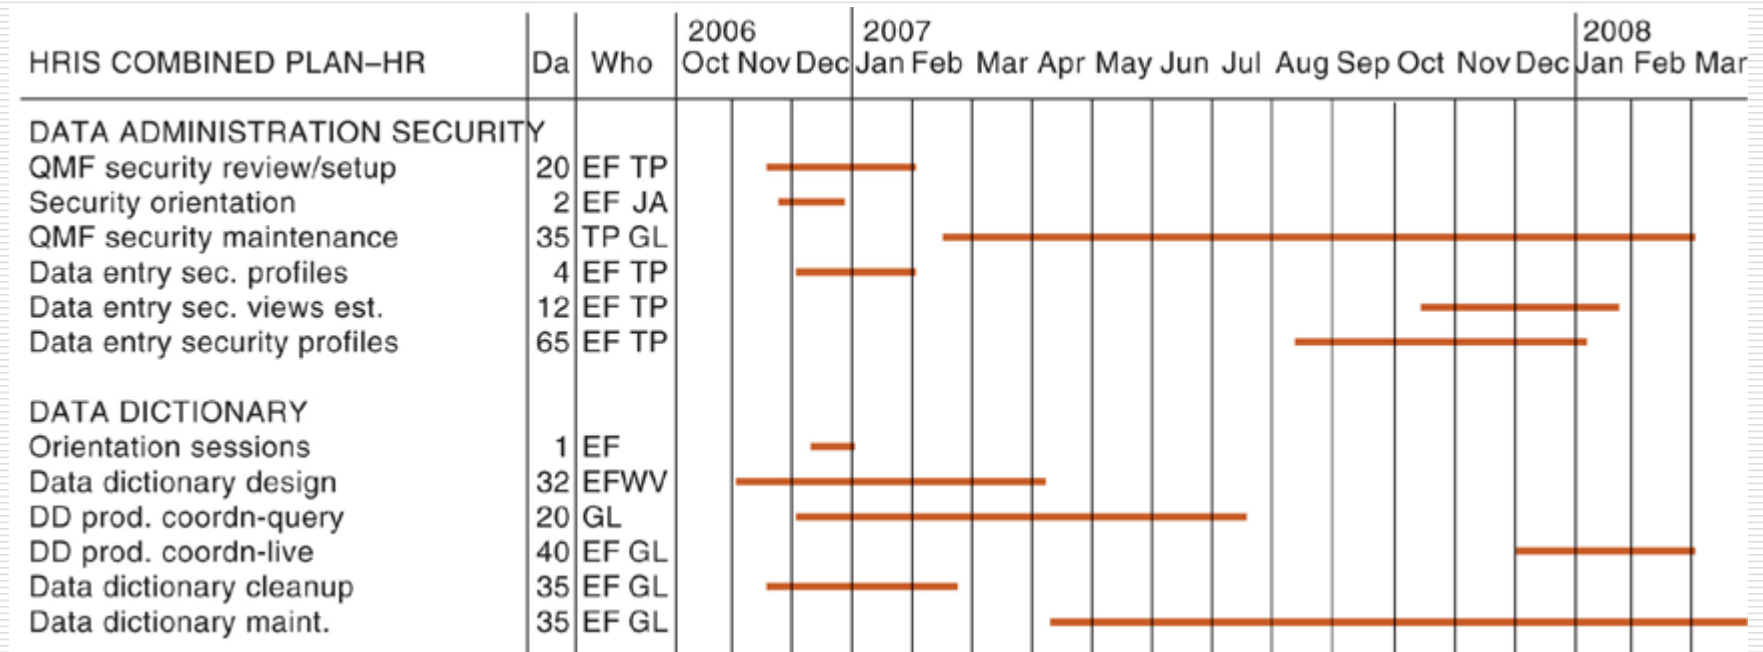 2006 2007 2008
HRIS COMBINED PLAN–HR Da Who Oct Nov Dec Jan Feb Mar Apr May Jun Jul Aug Sep Oct Nov Dec Jan Feb Mar
DATA ADMINISTRATION SECURITY
QMF security review/setup 20 EF TP
Security orientation 2 EF JA
QMF security maintenance 35 TP GL
Data entry sec. profiles 4 EF TP
Data entry sec. views est. 12 EF TP
Data entry security profiles 65 EF TP
DATA DICTIONARY
Orientation sessions 1 EF
Data dictionary design 32 EFWV
DD prod. coordn-query 20 GL
DD prod. coordn-live 40 EF GL
Data dictionary cleanup 35 EF GL
Data dictionary maint. 35 EF GL